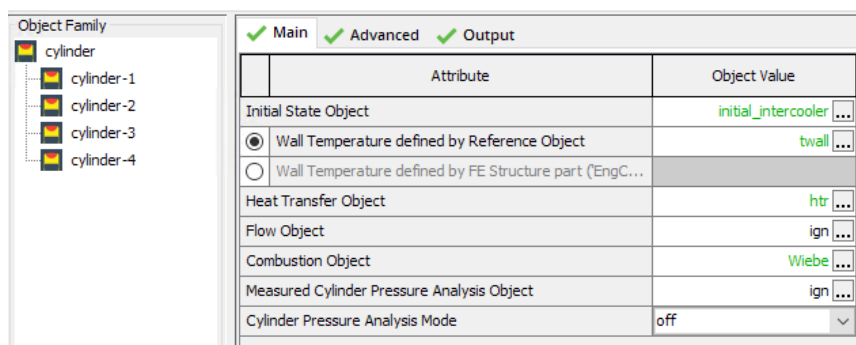 Object Family
cylinder
cylinder-1
cylinder-2
cylinder-3
cylinder-4
Main Advanced Output
Attribute Object Value
Initial State Object initial_intercooler ...
Wall Temperature defined by Reference Object twall ...
Wall Temperature defined by FE Structure part ('EngC...
Heat Transfer Object htr ...
Flow Object ign ...
Combustion Object Wiebe ...
Measured Cylinder Pressure Analysis Object ign ...
Cylinder Pressure Analysis Mode off